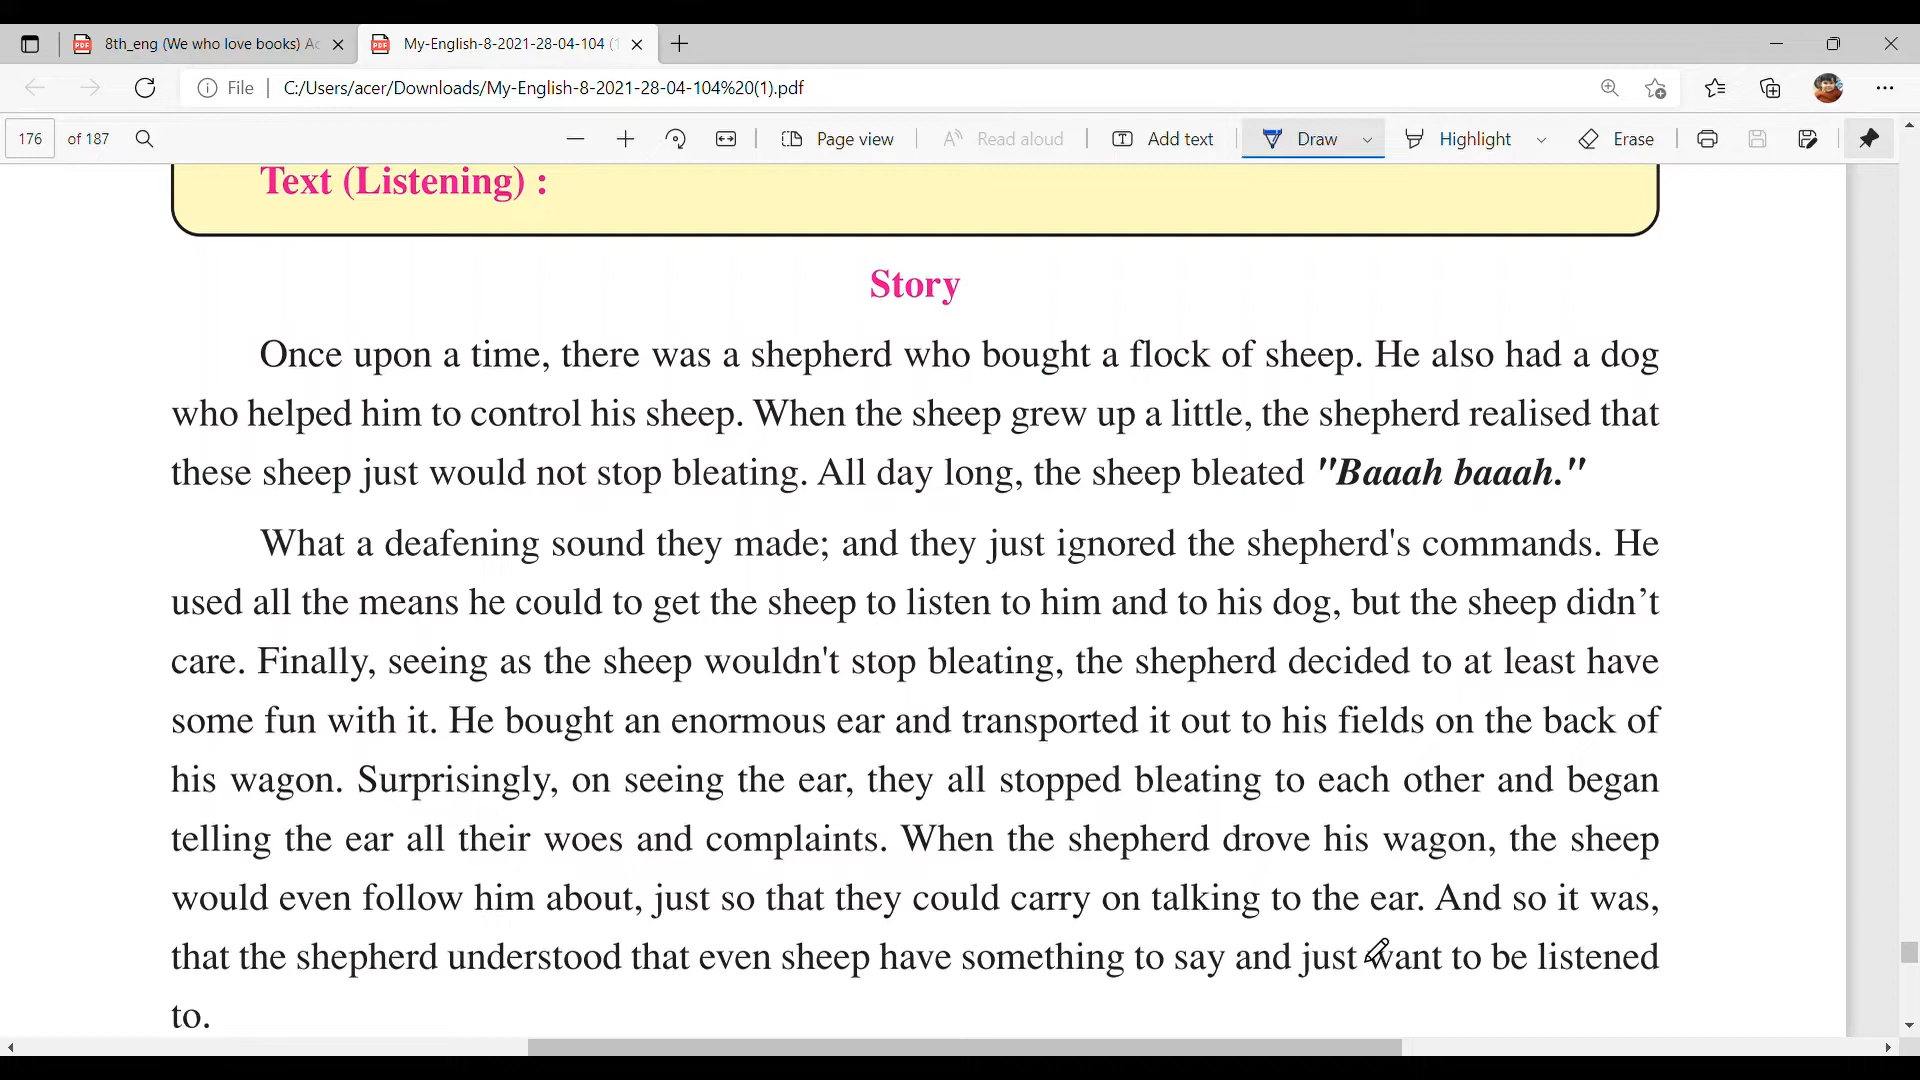 8th_eng (We who love books) Ac
My-English-8-2021-28-04-104 (1
File
C:/Users/acer/Downloads/My-English-8-2021-28-04-104%20(1).pdf
176 of 187
Page view
Read aloud
Add text
Draw
Highlight
Erase
Text (Listening) :
Story
Once upon a time, there was a shepherd who bought a flock of sheep. He also had a dog
who helped him to control his sheep. When the sheep grew up a little, the shepherd realised that
these sheep just would not stop bleating. All day long, the sheep bleated "Baaah baaah."
What a deafening sound they made; and they just ignored the shepherd's commands. He
used all the means he could to get the sheep to listen to him and to his dog, but the sheep didn’t
care. Finally, seeing as the sheep wouldn't stop bleating, the shepherd decided to at least have
some fun with it. He bought an enormous ear and transported it out to his fields on the back of
his wagon. Surprisingly, on seeing the ear, they all stopped bleating to each other and began
telling the ear all their woes and complaints. When the shepherd drove his wagon, the sheep
would even follow him about, just so that they could carry on talking to the ear. And so it was,
that the shepherd understood that even sheep have something to say and just want to be listened
to.